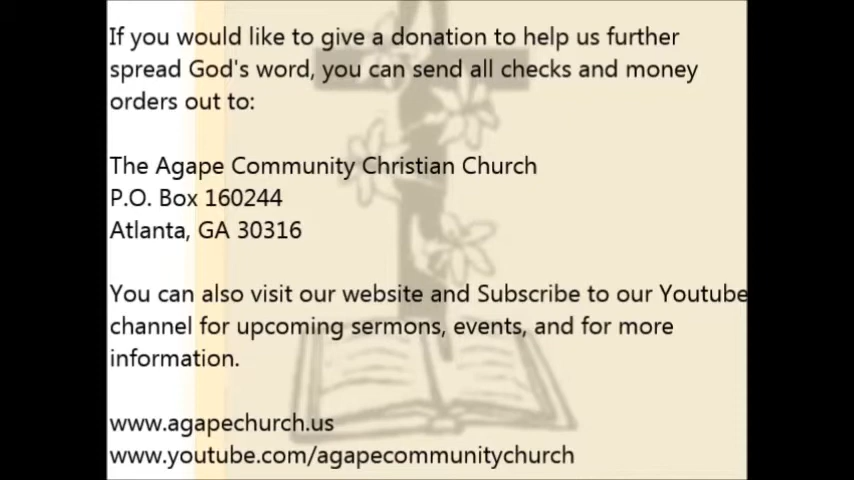 If you would like to give a donation to help us further
spread God's word, you can send all checks and money
orders out to:
The Agape Community Christian Church
P.O. Box 160244
Atlanta, GA 30316
You can also visit our website and Subscribe to our Youtube
channel for upcoming sermons, events, and for more
information.
www.agapechurch.us
www.youtube.com/agapecommunitychurch